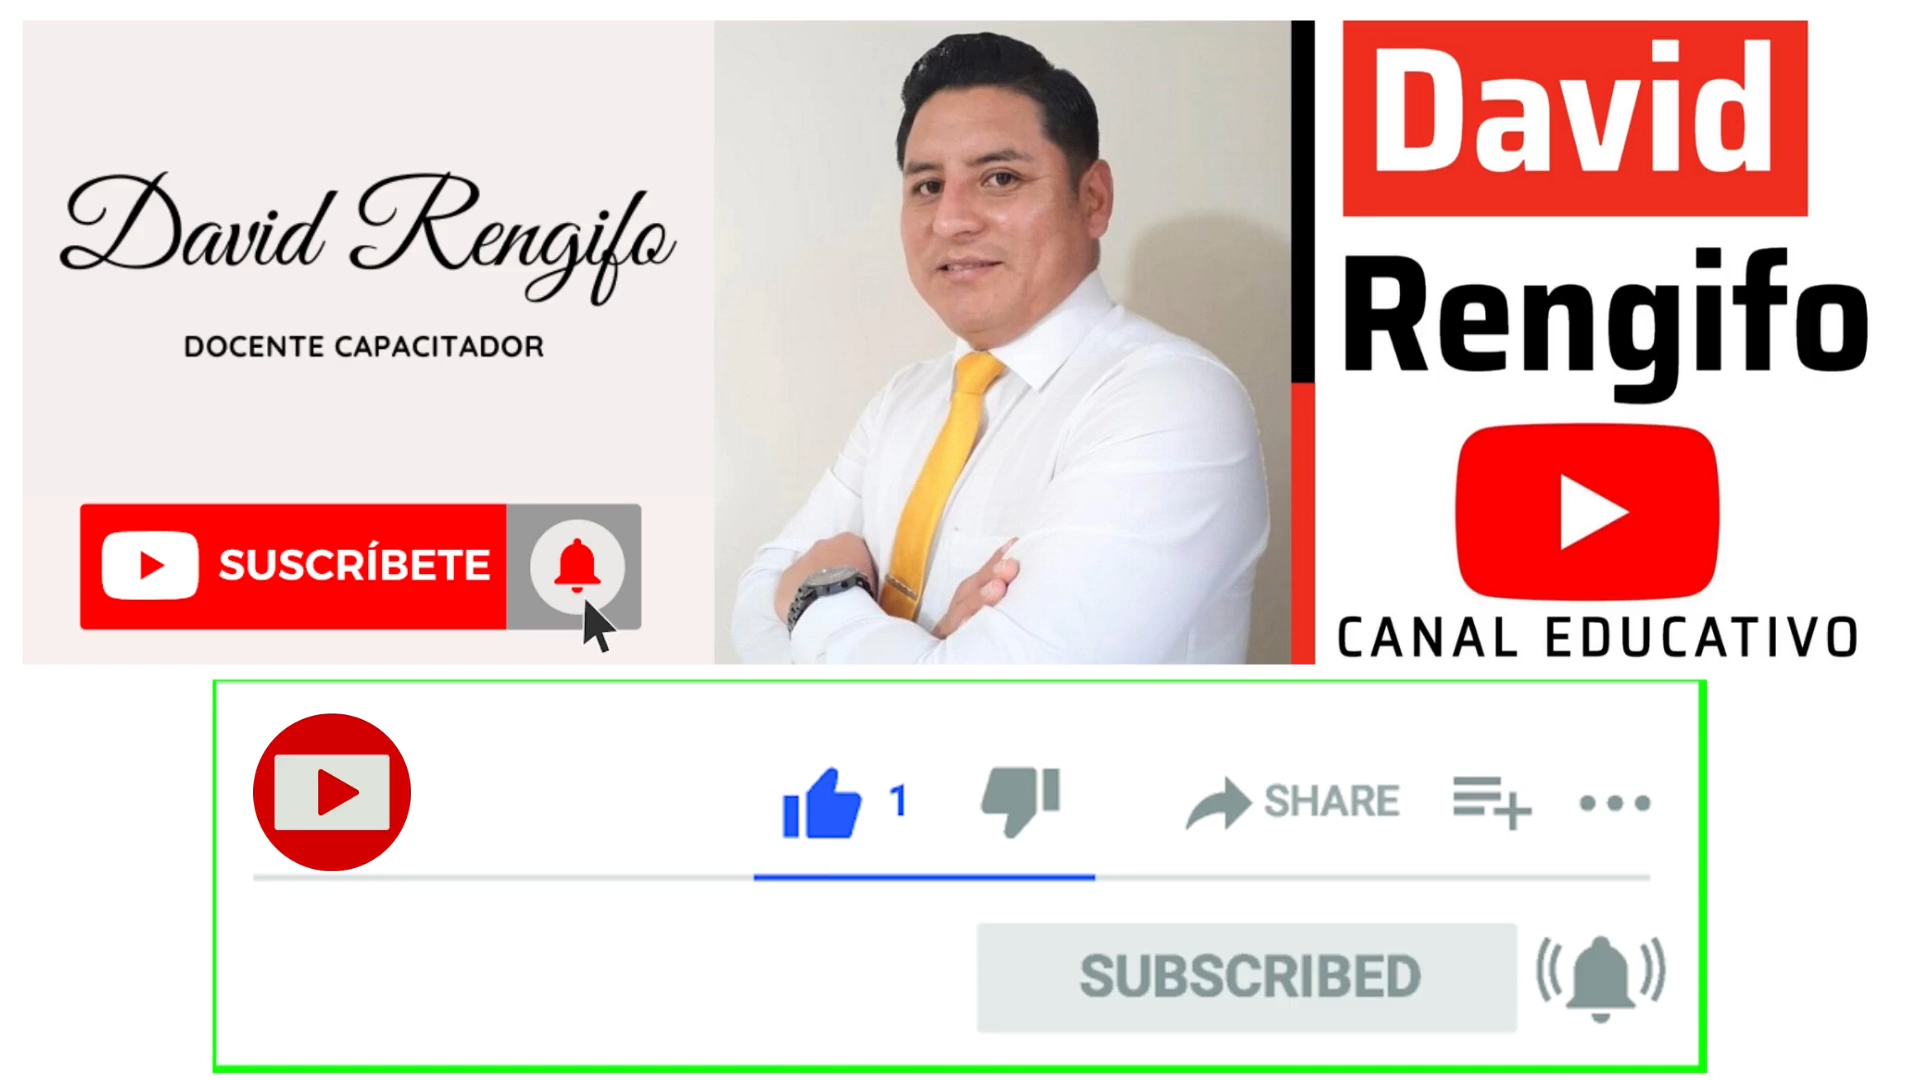 David Rengifo
DOCENTE CAPACITADOR
SUSCRÍBETE
David
Rengifo
CANAL EDUCATIVO
1
SHARE
SUBSCRIBED